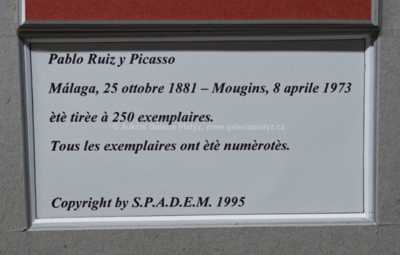 Pablo Ruiz y Picasso
Málaga, 25 ottobre 1881 – Mougins, 8 aprile 1973
ètè tirèe à 250 exemplaires.
Tous les exemplaires ont ètè numèrotès.
Copyright by S.P.A.D.E.M. 1995